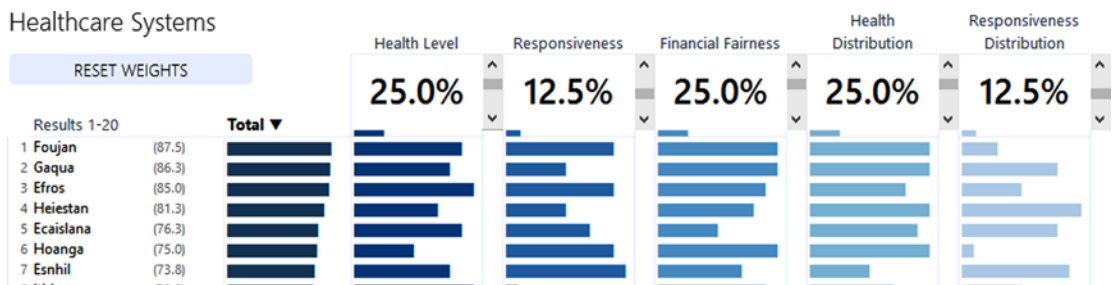 Healthcare Systems
RESET WEIGHTS
Health Level
Responsiveness
Financial Fairness
Health
Distribution
Responsiveness
Distribution
25.0%
12.5%
25.0%
25.0%
12.5%
Results 1-20 Total ▼
1 Foujan (87.5)
2 Gaqua (86.3)
3 Efros (85.0)
4 Heiestan (81.3)
5 Ecaislana (76.3)
6 Hoanga (75.0)
7 Esnhil (73.8)